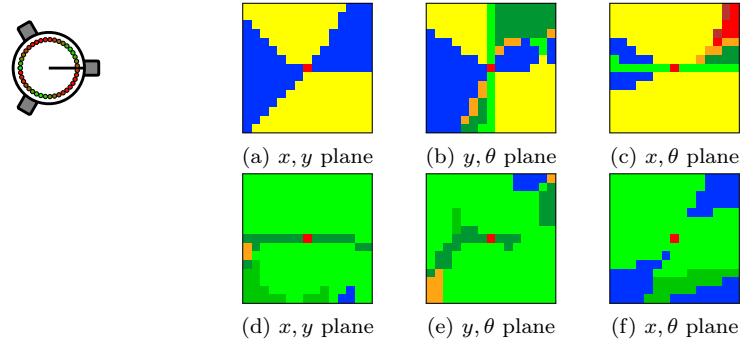 (a) x, y plane (b) y, θ plane (c) x, θ plane
(d) x, y plane (e) y, θ plane (f) x, θ plane